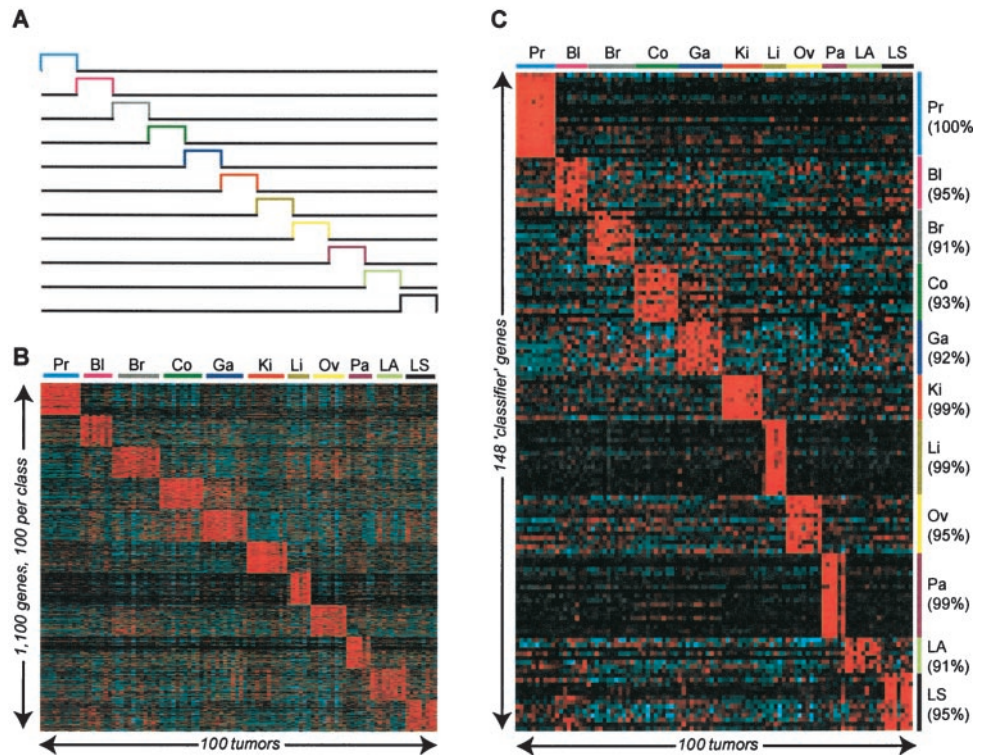 A
B
Pr Bl Br Co Ga Ki Li Ov Pa LA LS
1,100 genes, 100 per class
100 tumors
C
Pr Bl Br Co Ga Ki Li Ov Pa LA LS
148 'classifier' genes
Pr
(100%
Bl
(95%)
Br
(91%)
Co
(93%)
Ga
(92%)
Ki
(99%)
Li
(99%)
Ov
(95%)
Pa
(99%)
LA
(91%)
LS
(95%)
100 tumors